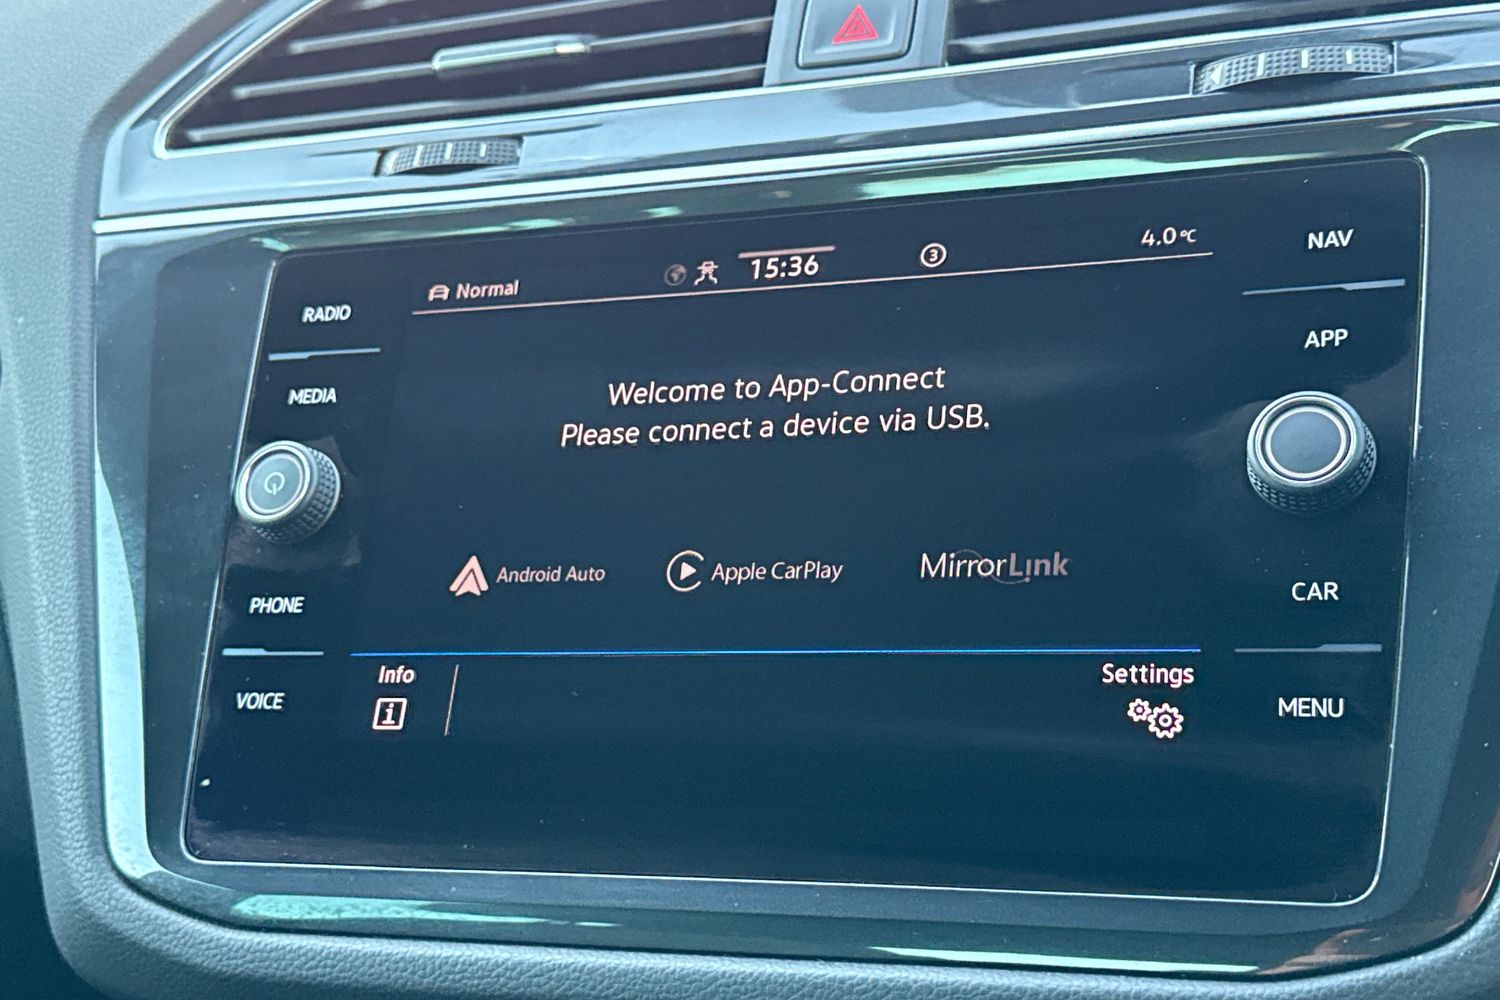 Normal
15:36
3
4.0°C
NAV
RADIO
APP
MEDIA
Welcome to App-Connect
Please connect a device via USB.
Android Auto
Apple CarPlay
MirrorLink
PHONE
CAR
Info
Settings
VOICE
MENU